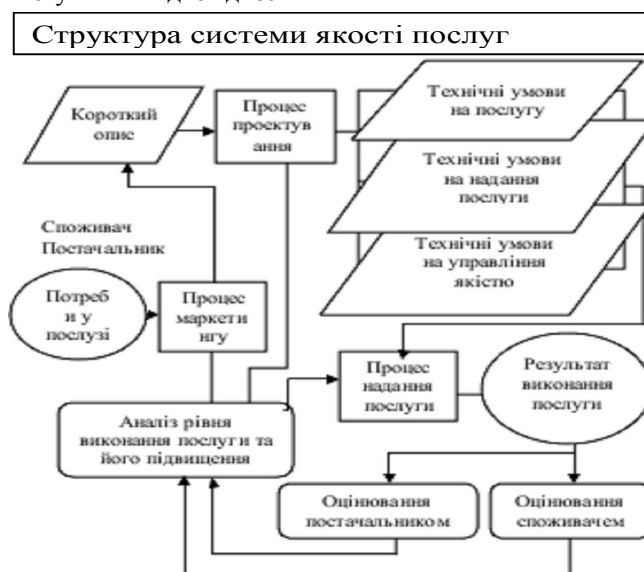 Структура системи якості послуг
Короткий
опис
Процес
проектув
ання
Технічні умови
на послугу
Технічні умови
на надання
послуги
Технічні умови
на управління
якістю
Споживач
Постачальник
Потреб
и у
послузі
Процес
маркети
нгу
Процес
надання
послуги
Результат
виконання
послуги
Аналіз рівня
виконання послуги та
його підвищення
Оцінювання
постачальником
Оцінювання
споживачем